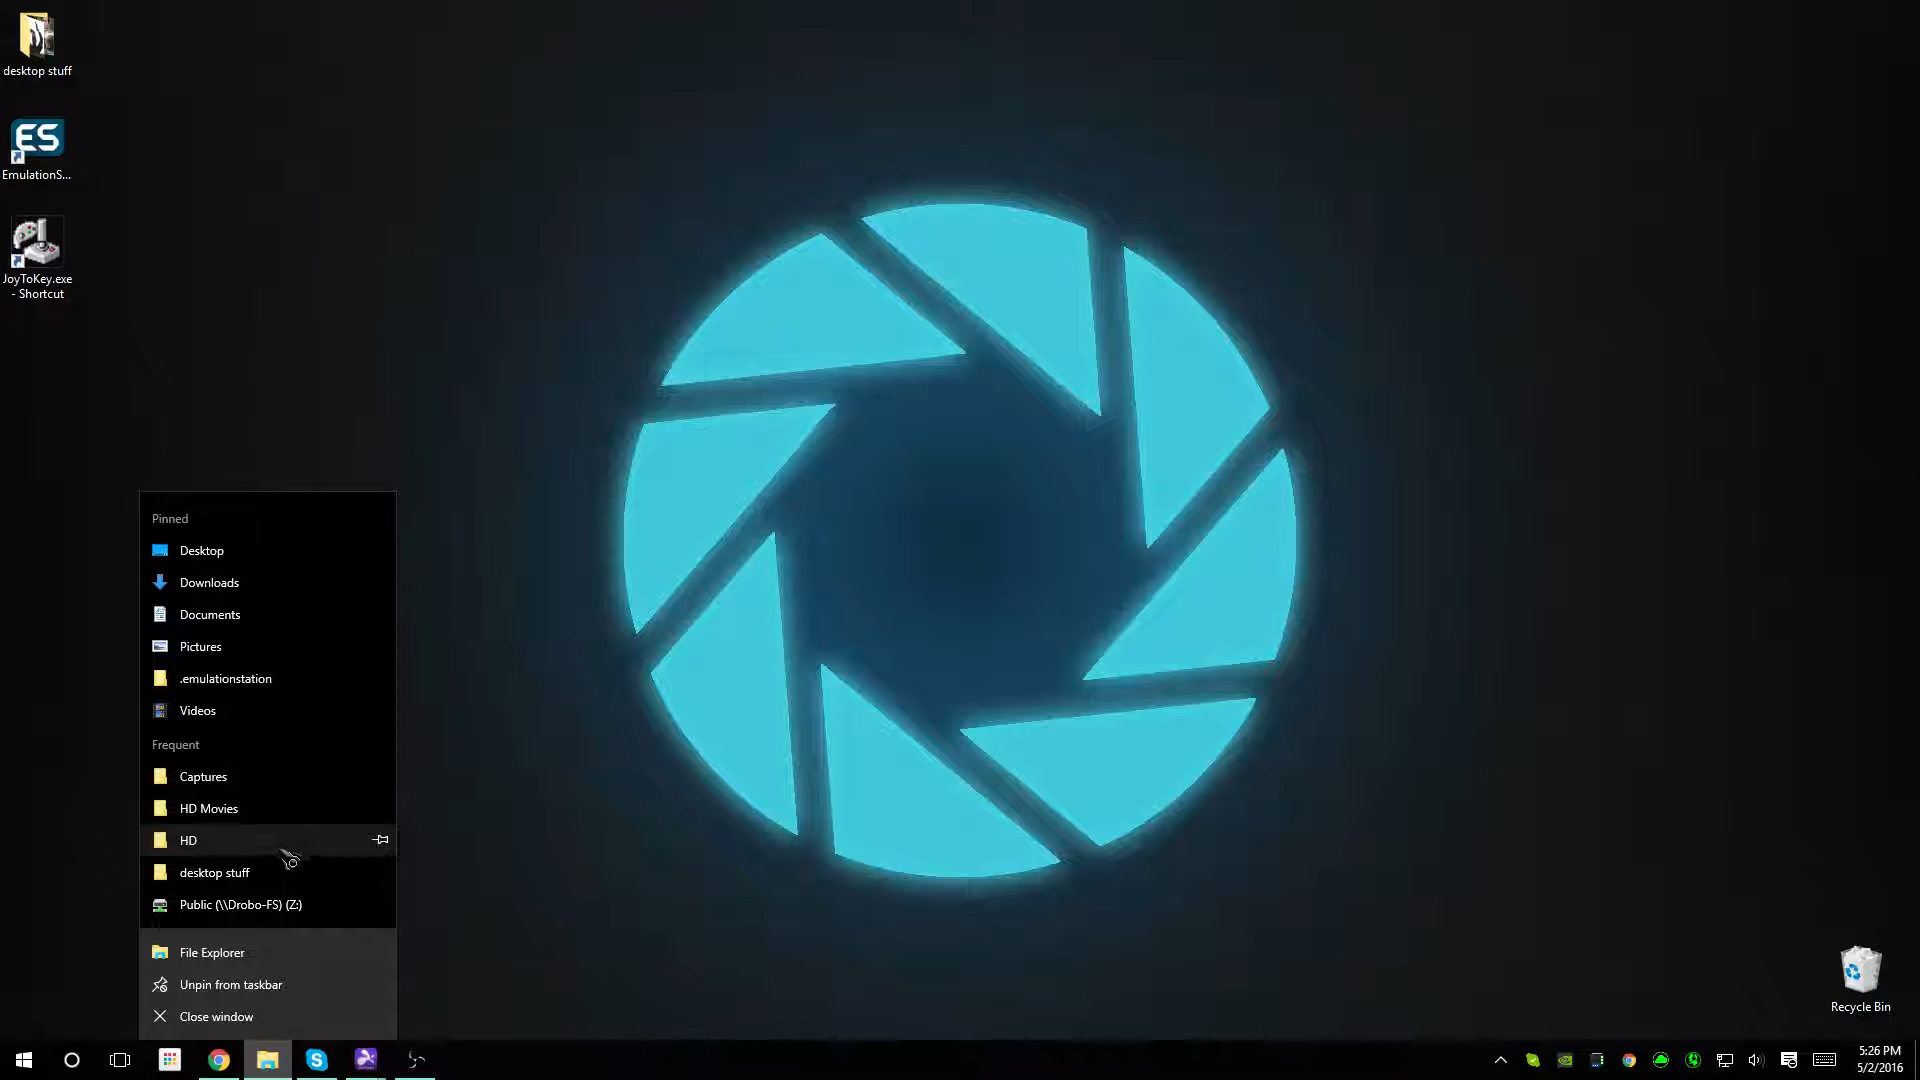 desktop stuff
ES
EmulationS...
JoyToKey.exe
- Shortcut
Pinned
Desktop
Downloads
Documents
Pictures
.emulationstation
Videos
Frequent
Captures
HD Movies
HD
desktop stuff
Public (\\Drobo-FS) (Z:)
File Explorer
Unpin from taskbar
Close window
Recycle Bin
5:26 PM
5/2/2016